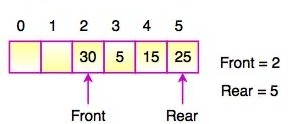 0 1 2 3 4 5
30 5 15 25
Front = 2
Rear = 5
Front Rear